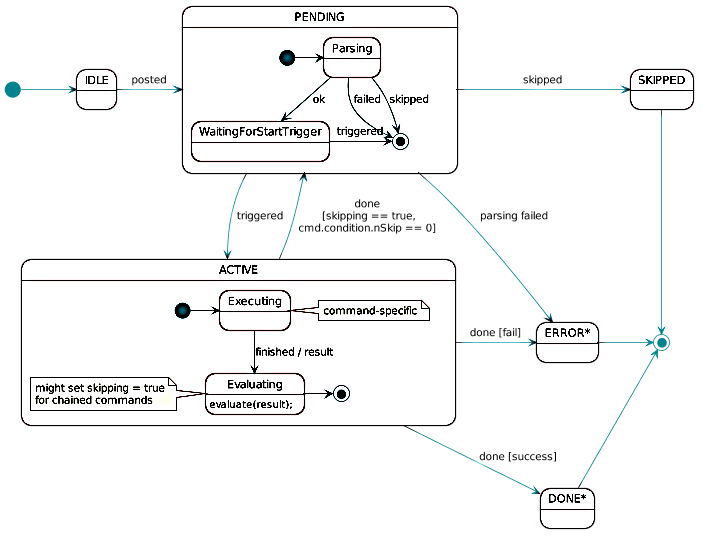 PENDING
Parsing
IDLE
posted
skipped
SKIPPED
ok
failed
skipped
WaitingForStartTrigger
triggered
triggered
done
[skipping == true,
cmd.condition.nSkip == 0]
parsing failed
ACTIVE
Executing
command-specific
finished / result
done [fail]
ERROR*
Evaluating
evaluate(result);
might set skipping = true
for chained commands
done [success]
DONE*